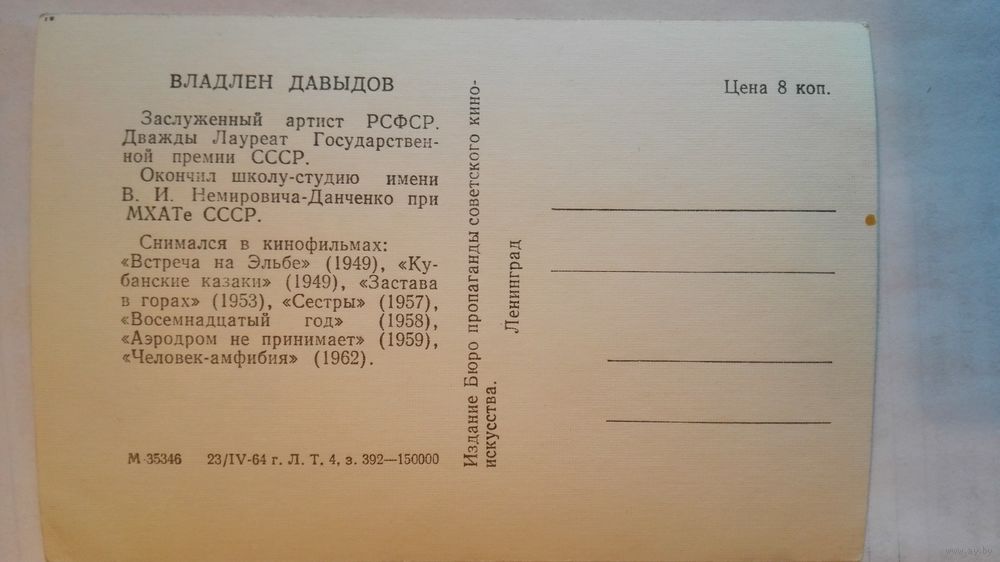 ВЛАДЛЕН ДАВЫДОВ
Заслуженный артист РСФСР.
Дважды Лауреат Государствен-
ной премии СССР.
Окончил школу-студию имени
В. И. Немировича-Данченко при
МХАТе СССР.
Снимался в кинофильмах:
«Встреча на Эльбе» (1949), «Ку-
банские казаки» (1949), «Застава
в горах» (1953), «Сестры» (1957),
«Восемнадцатый год» (1958),
«Аэродром не принимает» (1959),
«Человек-амфибия» (1962).
М-35346 23/IV-64 г. Л. Т. 4, з. 392—150000
Издание Бюро пропаганды советского кино-
искусства.
Ленинград
Цена 8 коп.
www.ay.by